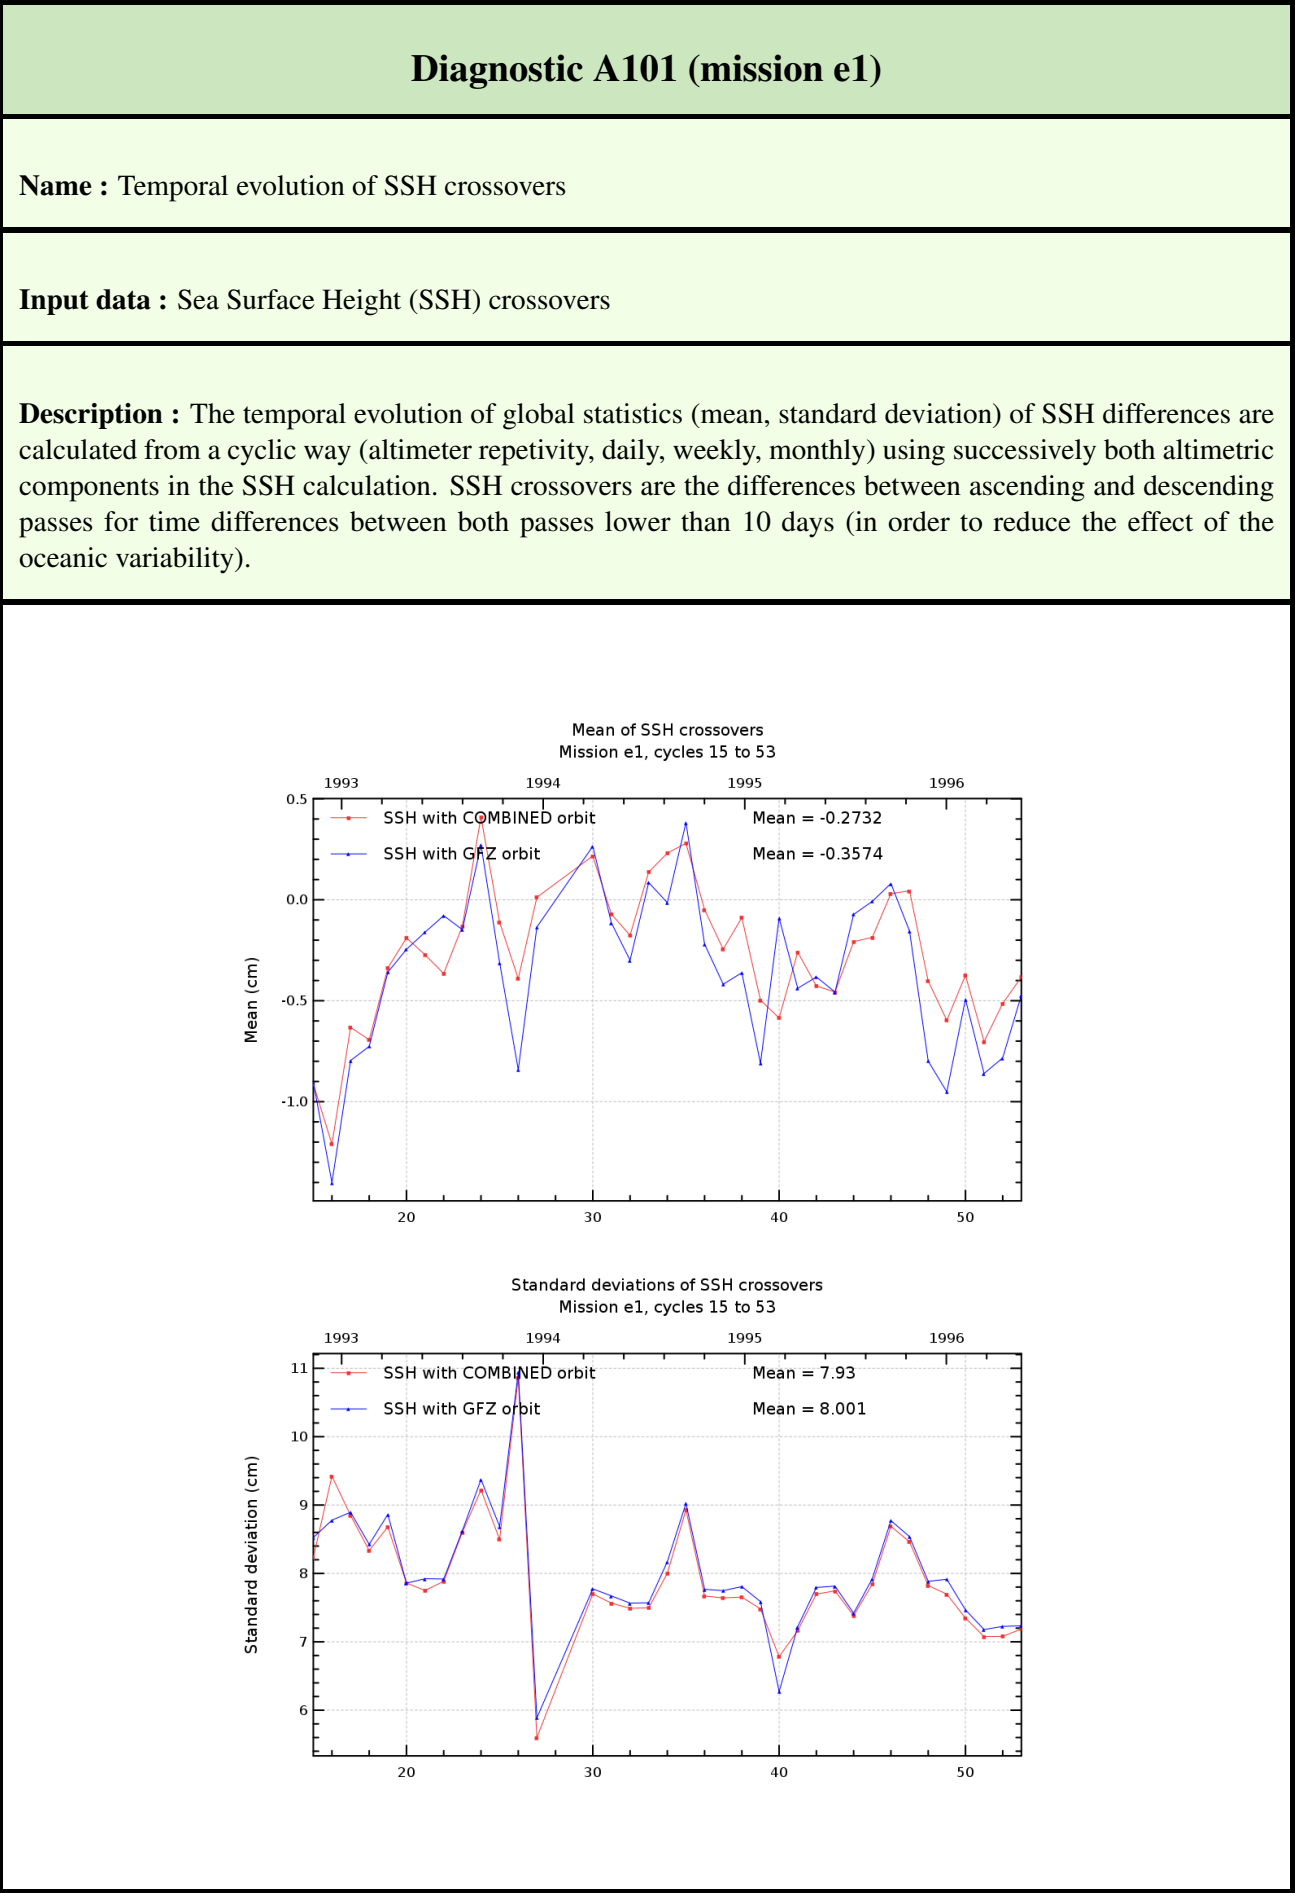 Diagnostic A101 (mission e1)
Name : Temporal evolution of SSH crossovers
Input data : Sea Surface Height (SSH) crossovers
Description : The temporal evolution of global statistics (mean, standard deviation) of SSH differences are
calculated from a cyclic way (altimeter repetivity, daily, weekly, monthly) using successively both altimetric
components in the SSH calculation. SSH crossovers are the differences between ascending and descending
passes for time differences between both passes lower than 10 days (in order to reduce the effect of the
oceanic variability).
Mean of SSH crossovers
Mission e1, cycles 15 to 53
1993 1994 1995 1996
0.5
SSH with COMBINED orbit Mean = -0.2732
SSH with GFZ orbit Mean = -0.3574
0.0
-0.5
-1.0
Mean (cm)
20 30 40 50
Standard deviations of SSH crossovers
Mission e1, cycles 15 to 53
1993 1994 1995 1996
11
SSH with COMBINED orbit Mean = 7.93
SSH with GFZ orbit Mean = 8.001
10
9
8
7
6
Standard deviation (cm)
20 30 40 50